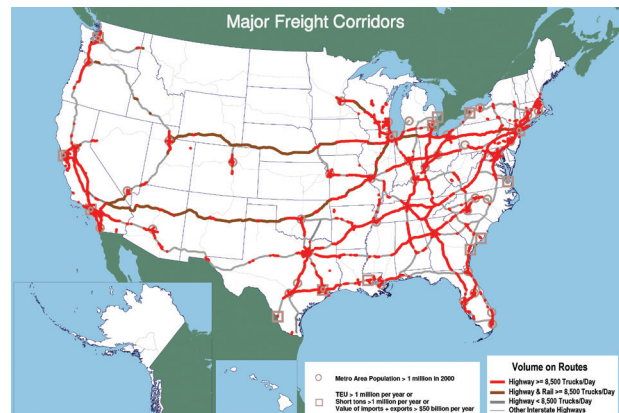 Major Freight Corridors
Metro Area Population > 1 million in 2000
TEU > 1 million per year or
Short tons >1 million per year or
Value of imports + exports > $50 billion per year
Volume on Routes
Highway >= 8,500 Trucks/Day
Highway & Rail >= 8,500 Trucks/Day
Highway < 8,500 Trucks/Day
Other Interstate Highways